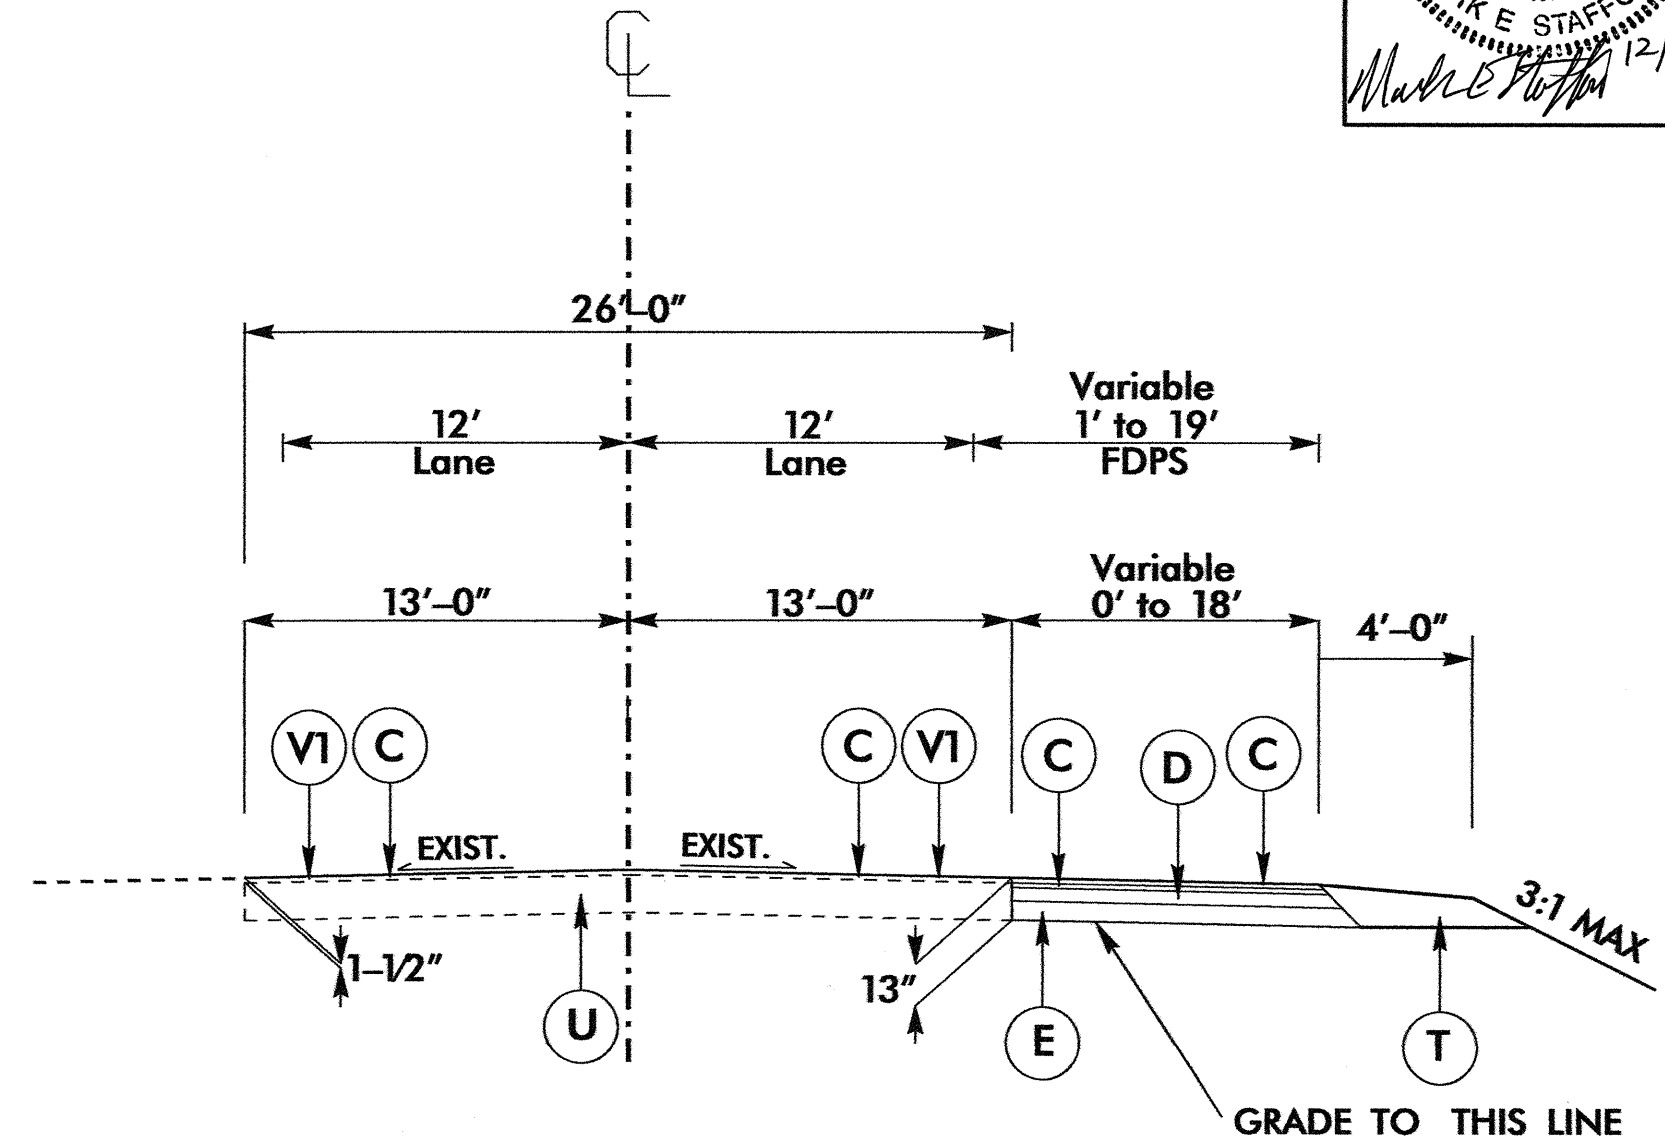 CL
E STAFF
12/
26'-0"
12'
Lane
12'
Lane
Variable
1' to 19'
FDPS
13'-0"
13'-0"
Variable
0' to 18'
4'-0"
V1
C
C
V1
C
D
C
EXIST.
EXIST.
3:1 MAX
1-1/2"
13"
U
E
T
GRADE TO THIS LINE